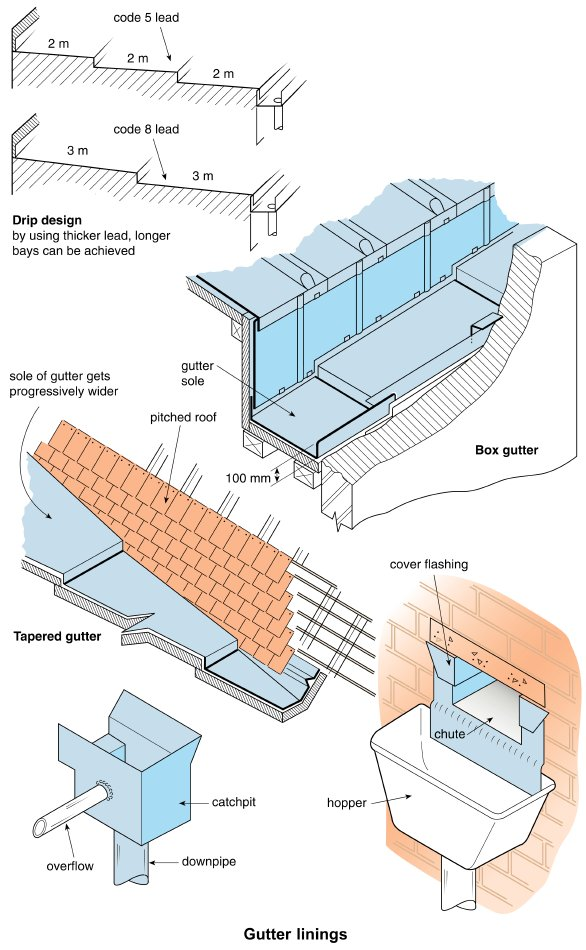 code 5 lead
2 m
2 m
2 m
code 8 lead
3 m
3 m
Drip design
by using thicker lead, longer
bays can be achieved
gutter
sole
Box gutter
100 mm
sole of gutter gets
progressively wider
pitched roof
Tapered gutter
cover flashing
chute
hopper
catchpit
overflow
downpipe
Gutter linings